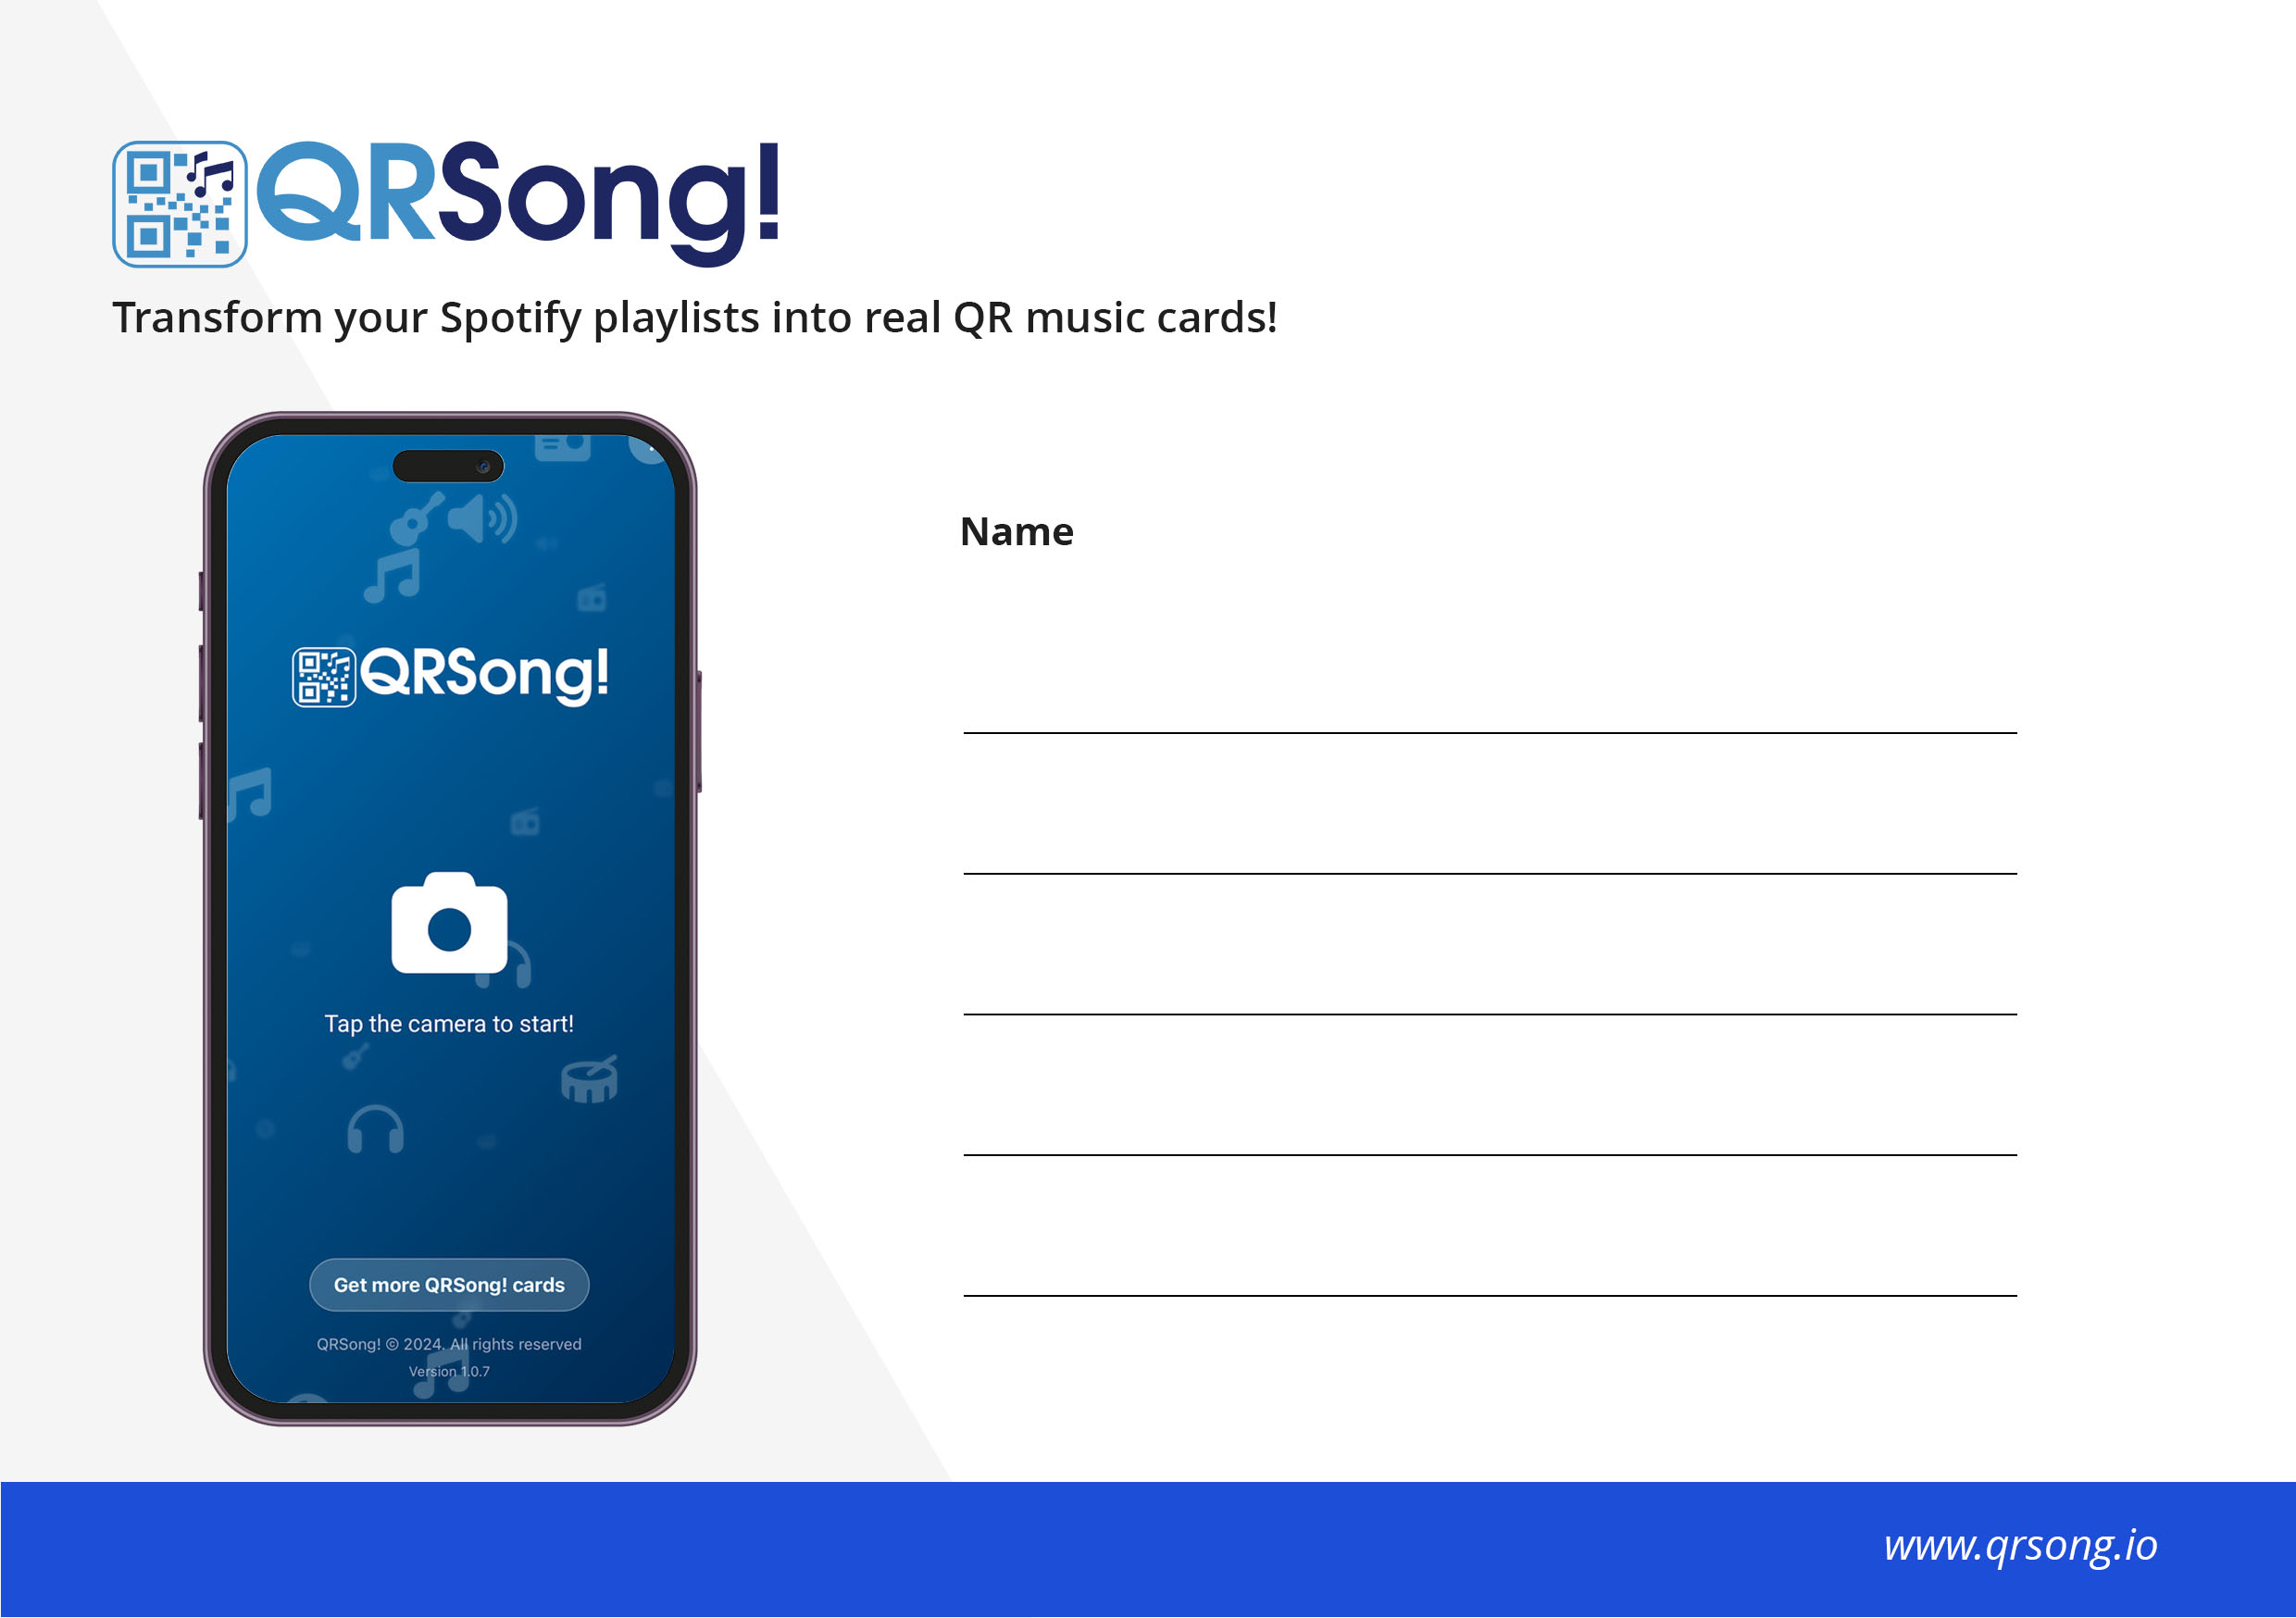 QRSong!
Transform your Spotify playlists into real QR music cards!
QRSong!
Tap the camera to start!
Get more QRSong! cards
QRSong! © 2024. All rights reserved
Version 1.0.7
Name
www.qrsong.io